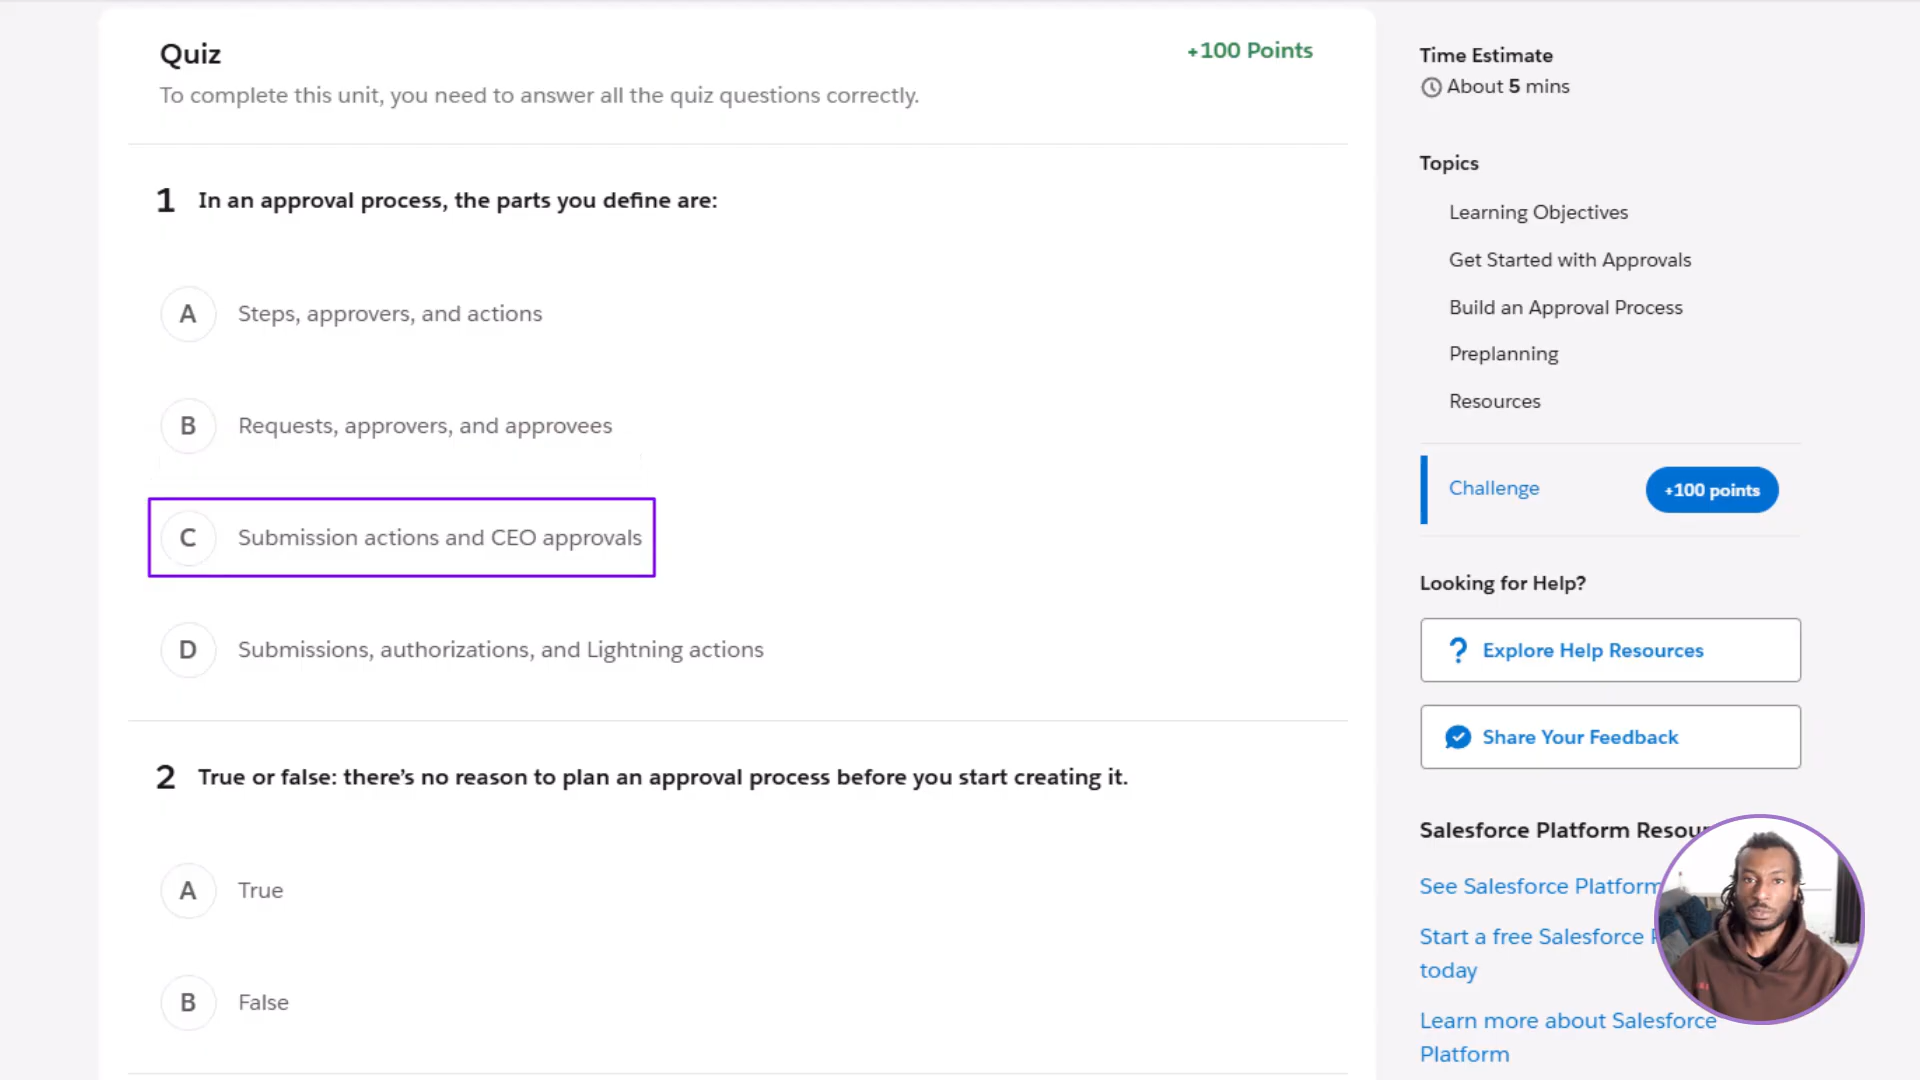 Quiz
+100 Points
To complete this unit, you need to answer all the quiz questions correctly.
1 In an approval process, the parts you define are:
A Steps, approvers, and actions
B Requests, approvers, and approvees
C Submission actions and CEO approvals
D Submissions, authorizations, and Lightning actions
2 True or false: there’s no reason to plan an approval process before you start creating it.
A True
B False
Time Estimate
About 5 mins
Topics
Learning Objectives
Get Started with Approvals
Build an Approval Process
Preplanning
Resources
Challenge
+100 points
Looking for Help?
? Explore Help Resources
Share Your Feedback
Salesforce Platform
See Salesforce Platform
Start a free Salesforce
today
Learn more about Salesforce
Platform